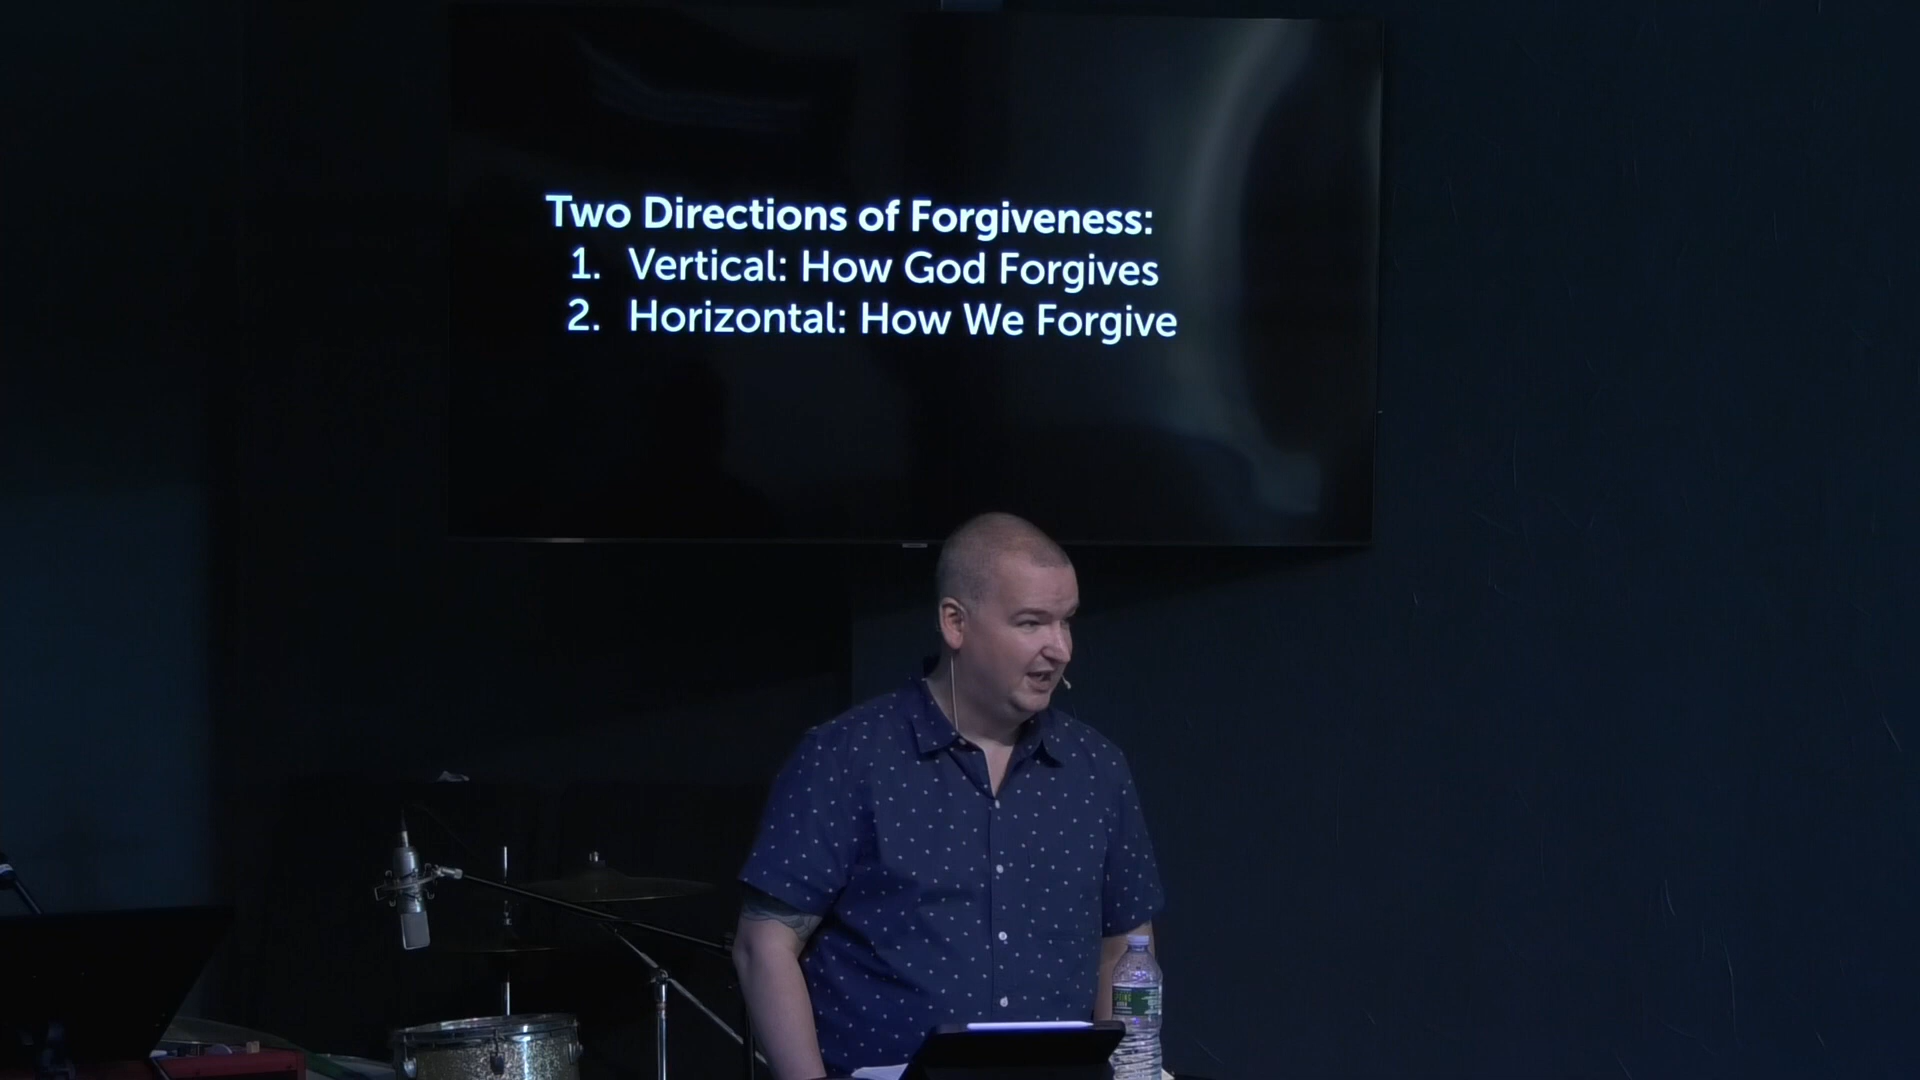 Two Directions of Forgiveness:
1. Vertical: How God Forgives
2. Horizontal: How We Forgive